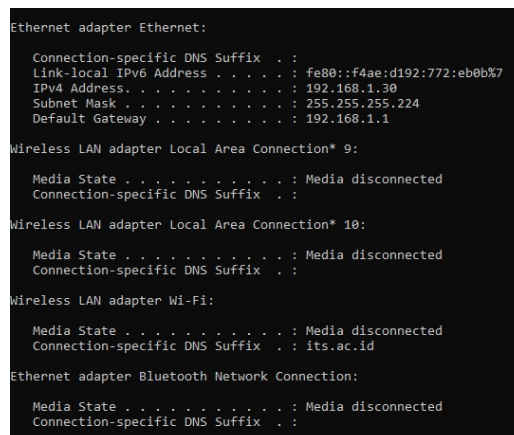 Ethernet adapter Ethernet:
Connection-specific DNS Suffix  . :
Link-local IPv6 Address . . . . . : fe80::f4ae:d192:772:eb0b%7
IPv4 Address. . . . . . . . . . . : 192.168.1.30
Subnet Mask . . . . . . . . . . . : 255.255.255.224
Default Gateway . . . . . . . . . : 192.168.1.1
Wireless LAN adapter Local Area Connection* 9:
Media State . . . . . . . . . . . : Media disconnected
Connection-specific DNS Suffix  . :
Wireless LAN adapter Local Area Connection* 10:
Media State . . . . . . . . . . . : Media disconnected
Connection-specific DNS Suffix  . :
Wireless LAN adapter Wi-Fi:
Media State . . . . . . . . . . . : Media disconnected
Connection-specific DNS Suffix  . : its.ac.id
Ethernet adapter Bluetooth Network Connection:
Media State . . . . . . . . . . . : Media disconnected
Connection-specific DNS Suffix  . :